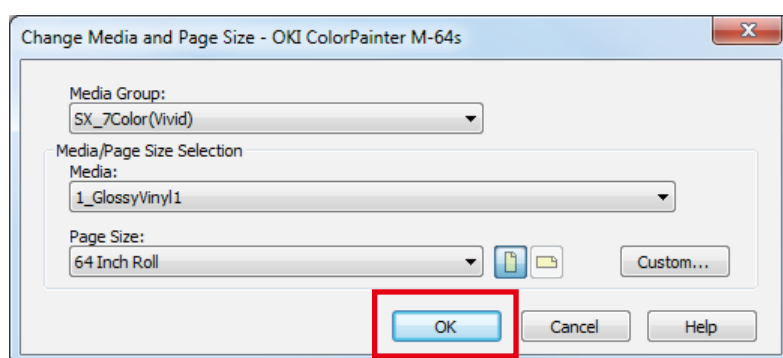 Change Media and Page Size - OKI ColorPainter M-64s
Media Group:
SX_7Color(Vivid)
Media/Page Size Selection
Media:
1_GlossyVinyl1
Page Size:
64 Inch Roll
Custom...
OK
Cancel
Help